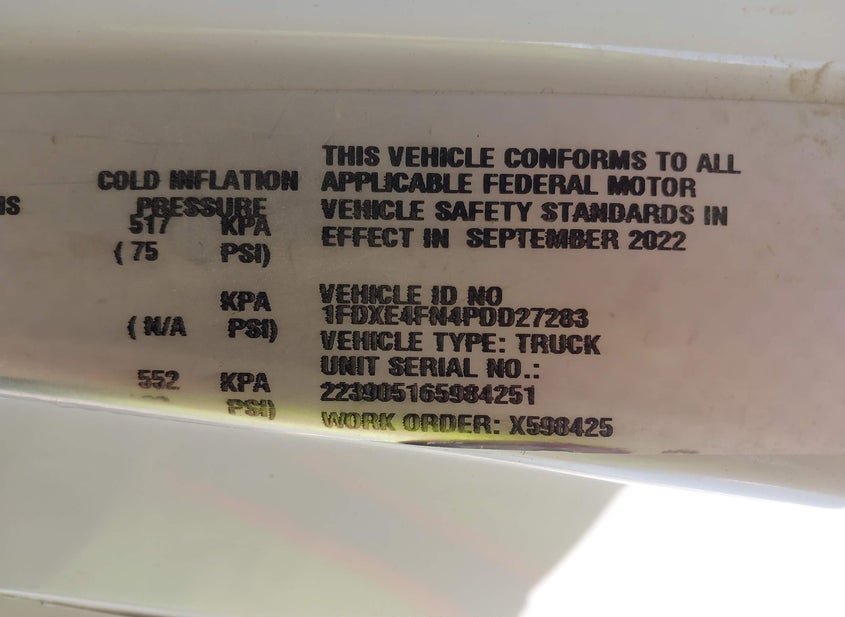 THIS VEHICLE CONFORMS TO ALL
COLD INFLATION APPLICABLE FEDERAL MOTOR
PRESSURE VEHICLE SAFETY STANDARDS IN
517 KPA EFFECT IN SEPTEMBER 2022
( 75 PSI)
KPA VEHICLE ID NO
( N/A PSI) 1FDXE4FN4PDD27283
VEHICLE TYPE: TRUCK
UNIT SERIAL NO.:
552 KPA 223905165984251
PSI) WORK ORDER: X598425